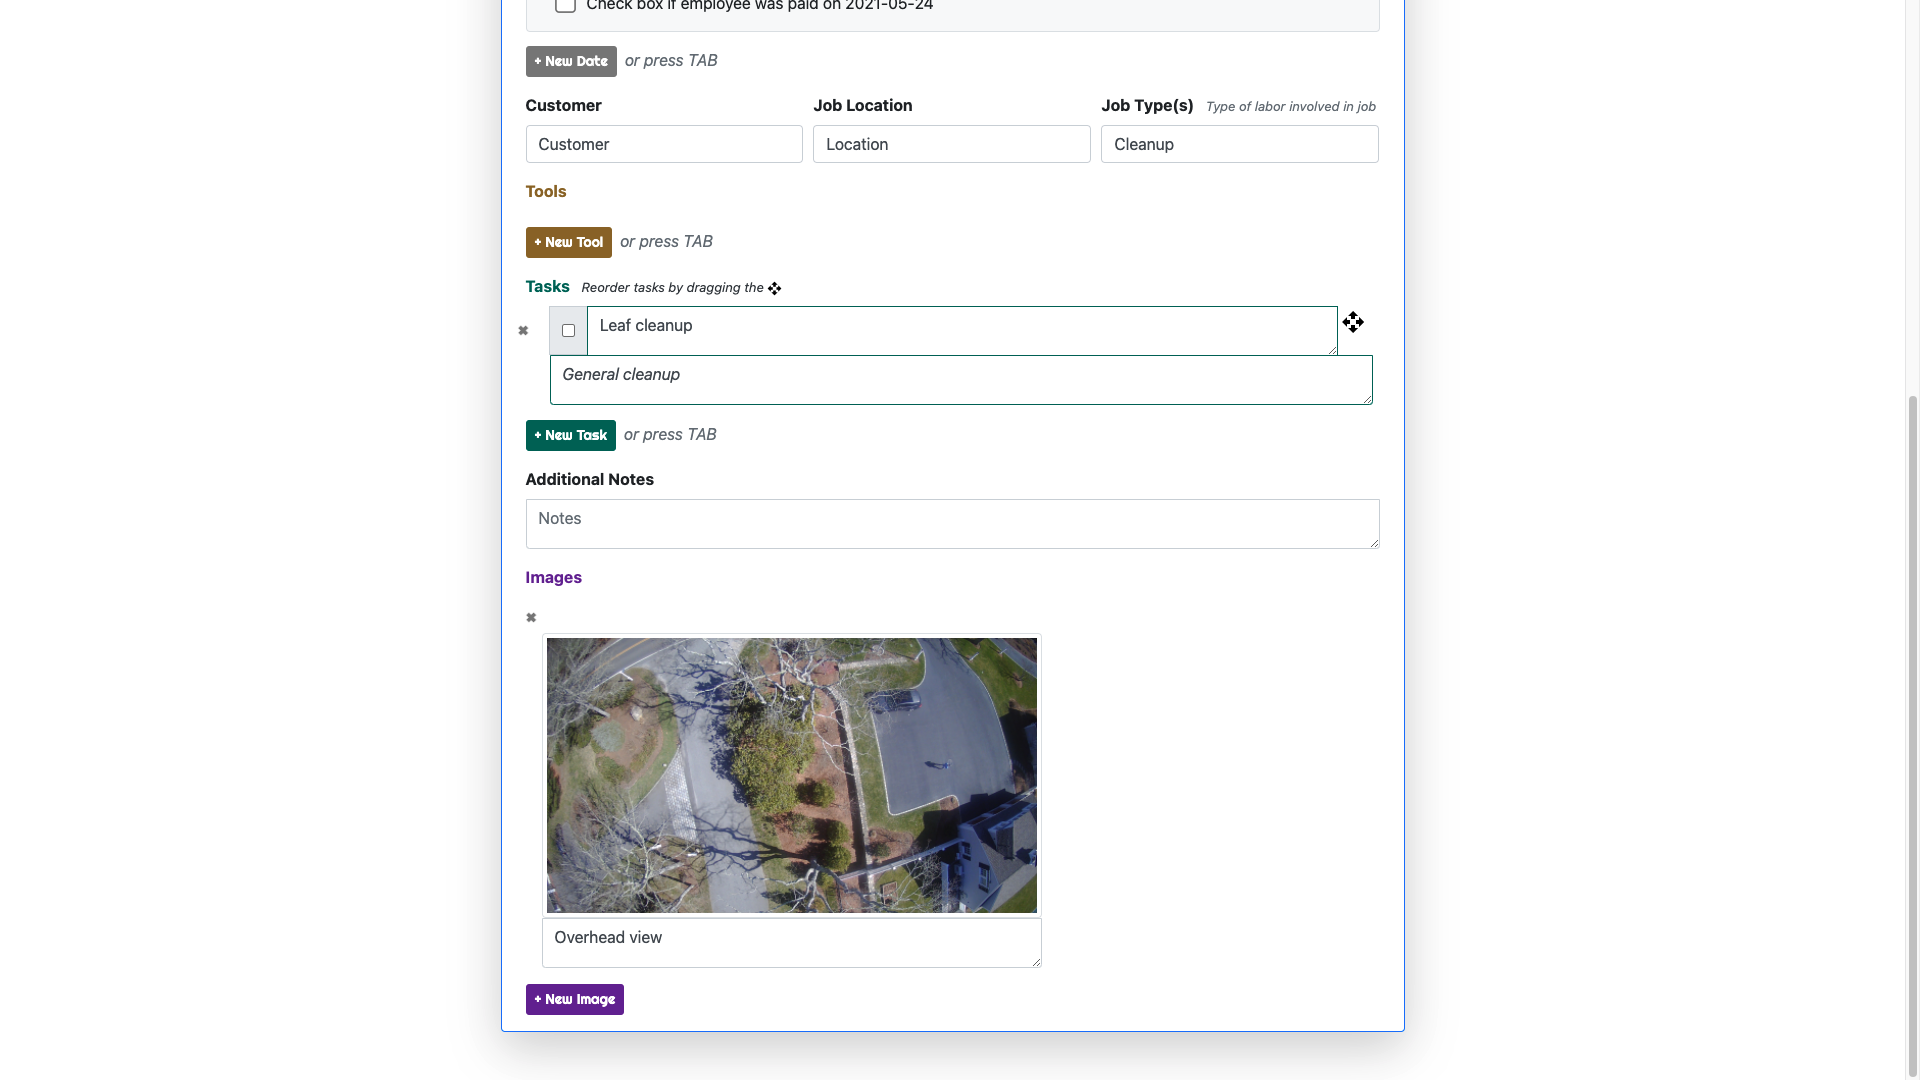 Check box if employee was paid on 2021-05-24
+ New Date or press TAB
Customer Job Location Job Type(s) Type of labor involved in job
Customer Location Cleanup
Tools
+ New Tool or press TAB
Tasks Reorder tasks by dragging the
Leaf cleanup
General cleanup
+ New Task or press TAB
Additional Notes
Notes
Images
Overhead view
+ New Image